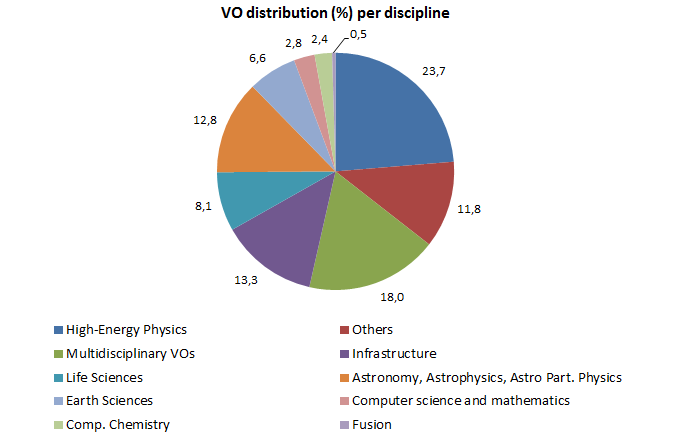 VO distribution (%) per discipline
0,5
2,4
2,8
6,6
23,7
12,8
11,8
8,1
13,3
18,0
High-Energy Physics
Others
Multidisciplinary VOs
Infrastructure
Life Sciences
Astronomy, Astrophysics, Astro Part. Physics
Earth Sciences
Computer science and mathematics
Comp. Chemistry
Fusion